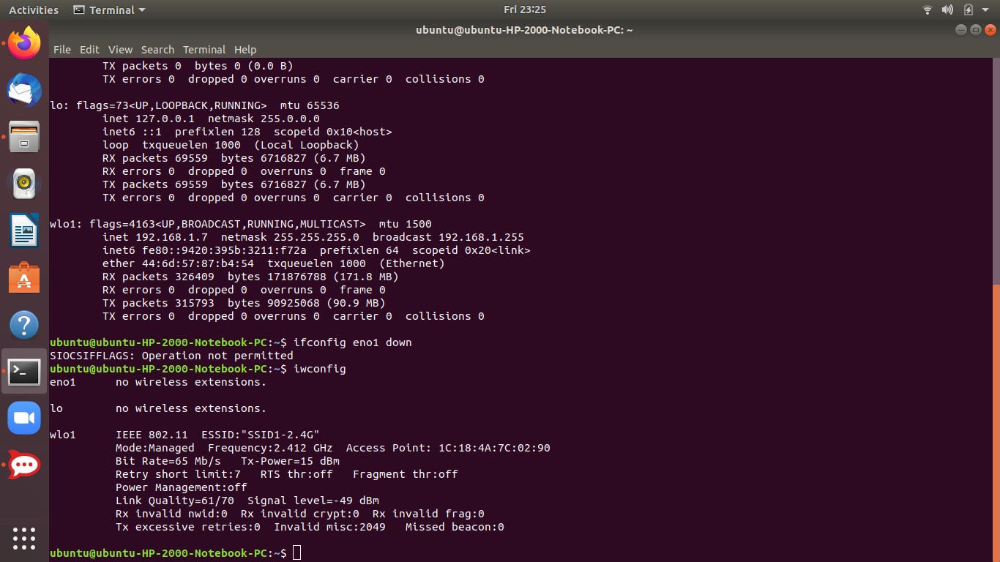 Activities Terminal Fri 23:25
ubuntu@ubuntu-HP-2000-Notebook-PC: ~
File Edit View Search Terminal Help
TX packets 0  bytes 0 (0.0 B)
TX errors 0  dropped 0 overruns 0  carrier 0  collisions 0
lo: flags=73<UP,LOOPBACK,RUNNING>  mtu 65536
inet 127.0.0.1  netmask 255.0.0.0
inet6 ::1  prefixlen 128  scopeid 0x10<host>
loop  txqueuelen 1000  (Local Loopback)
RX packets 69559  bytes 6716827 (6.7 MB)
RX errors 0  dropped 0  overruns 0  frame 0
TX packets 69559  bytes 6716827 (6.7 MB)
TX errors 0  dropped 0 overruns 0  carrier 0  collisions 0
wlo1: flags=4163<UP,BROADCAST,RUNNING,MULTICAST>  mtu 1500
inet 192.168.1.7  netmask 255.255.255.0  broadcast 192.168.1.255
inet6 fe80::9420:395b:3211:f72a  prefixlen 64  scopeid 0x20<link>
ether 44:6d:57:87:b4:54  txqueuelen 1000  (Ethernet)
RX packets 326409  bytes 171876788 (171.8 MB)
RX errors 0  dropped 0  overruns 0  frame 0
TX packets 315793  bytes 90925068 (90.9 MB)
TX errors 0  dropped 0 overruns 0  carrier 0  collisions 0
ubuntu@ubuntu-HP-2000-Notebook-PC:~$ ifconfig eno1 down
SIOCSIFFLAGS: Operation not permitted
ubuntu@ubuntu-HP-2000-Notebook-PC:~$ iwconfig
eno1      no wireless extensions.
lo        no wireless extensions.
wlo1      IEEE 802.11  ESSID:"SSID1-2.4G"
Mode:Managed  Frequency:2.412 GHz  Access Point: 1C:18:4A:7C:02:90
Bit Rate=65 Mb/s   Tx-Power=15 dBm
Retry short limit:7   RTS thr:off   Fragment thr:off
Power Management:off
Link Quality=61/70  Signal level=-49 dBm
Rx invalid nwid:0  Rx invalid crypt:0  Rx invalid frag:0
Tx excessive retries:0  Invalid misc:2049   Missed beacon:0
ubuntu@ubuntu-HP-2000-Notebook-PC:~$